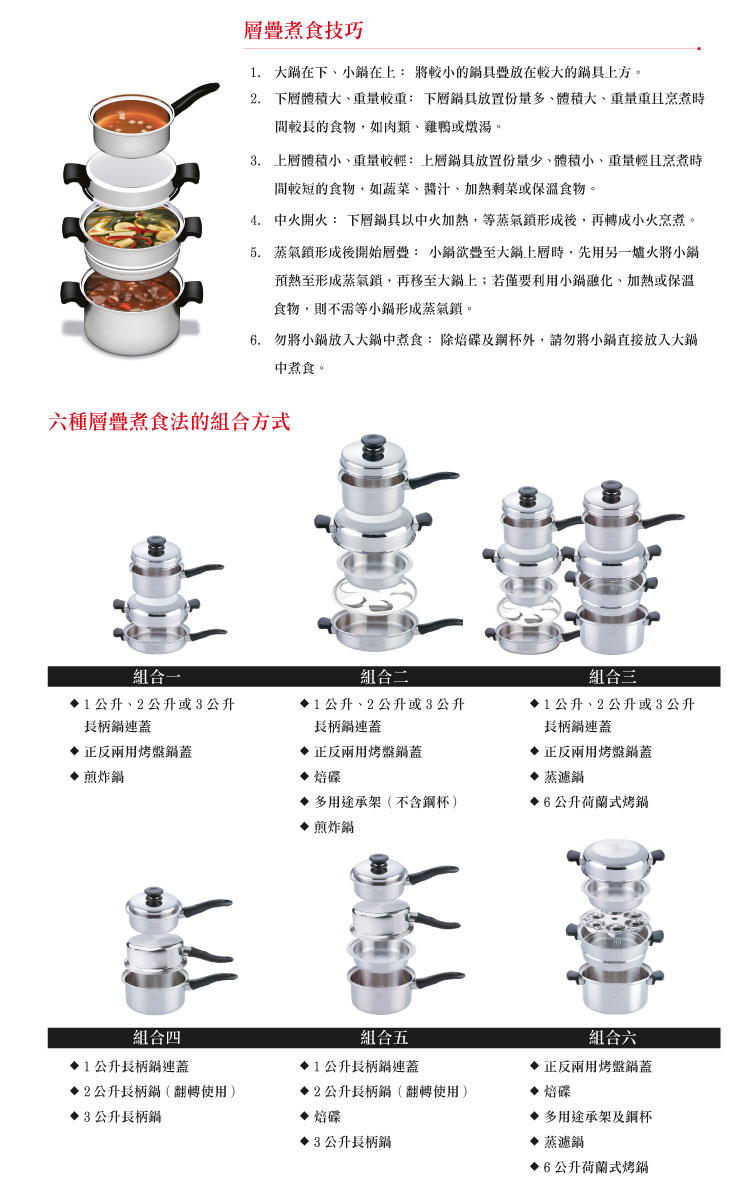 層疊煮食技巧
1. 大鍋在下、小鍋在上： 將較小的鍋具疊放在較大的鍋具上方。
2. 下層體積大、重量較重： 下層鍋具放置份量多、體積大、重量重且烹煮時
間較長的食物，如肉類、雞鴨或燉湯。
3. 上層體積小、重量較輕： 上層鍋具放置份量少、體積小、重量輕且烹煮時
間較短的食物，如蔬菜、醬汁、加熱剩菜或保溫食物。
4. 中火開火： 下層鍋具以中火加熱，等蒸氣鎖形成後，再轉成小火烹煮。
5. 蒸氣鎖形成後開始層疊： 小鍋欲疊至大鍋上層時，先用另一爐火將小鍋
預熱至形成蒸氣鎖，再移至大鍋上；若僅要利用小鍋融化、加熱或保溫
食物，則不需等小鍋形成蒸氣鎖。
6. 勿將小鍋放入大鍋中煮食： 除焙碟及鋼杯外，請勿將小鍋直接放入大鍋
中煮食。
六種層疊煮食法的組合方式
組合一
◆ 1 公升、2 公升或 3 公升
長柄鍋連蓋
◆ 正反兩用烤盤鍋蓋
◆ 煎炸鍋
組合二
◆ 1 公升、2 公升或 3 公升
長柄鍋連蓋
◆ 正反兩用烤盤鍋蓋
◆ 焙碟
◆ 多用途承架（不含鋼杯）
◆ 煎炸鍋
組合三
◆ 1 公升、2 公升或 3 公升
長柄鍋連蓋
◆ 正反兩用烤盤鍋蓋
◆ 蒸濾鍋
◆ 6 公升荷蘭式烤鍋
組合四
◆ 1 公升長柄鍋連蓋
◆ 2 公升長柄鍋（翻轉使用）
◆ 3 公升長柄鍋
組合五
◆ 1 公升長柄鍋連蓋
◆ 2 公升長柄鍋（翻轉使用）
◆ 焙碟
◆ 3 公升長柄鍋
組合六
◆ 正反兩用烤盤鍋蓋
◆ 焙碟
◆ 多用途承架及鋼杯
◆ 蒸濾鍋
◆ 6 公升荷蘭式烤鍋